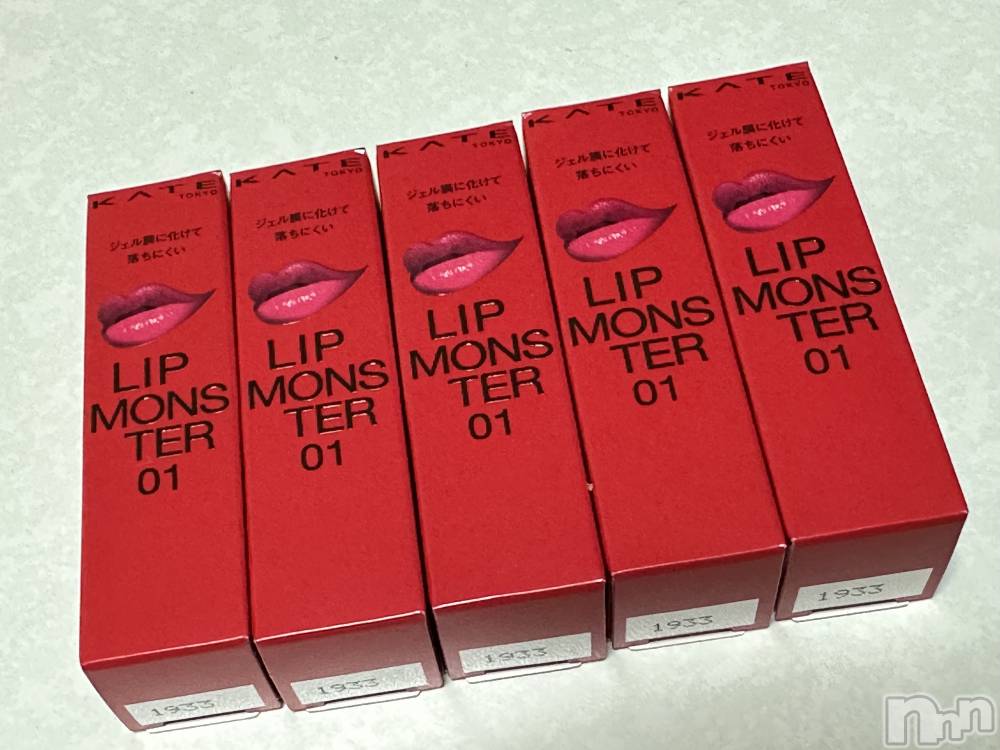 KATE
TOKYO
ジェル膜に化けて
落ちにくい
LIP
MONS
TER
01
1933
KATE
TOKYO
ジェル膜に化けて
落ちにくい
LIP
MONS
TER
01
1933
KATE
TOKYO
ジェル膜に化けて
落ちにくい
LIP
MONS
TER
01
1933
KATE
TOKYO
ジェル膜に化けて
落ちにくい
LIP
MONS
TER
01
1933
KATE
TOKYO
ジェル膜に化けて
落ちにくい
LIP
MONS
TER
01
1933
nnn